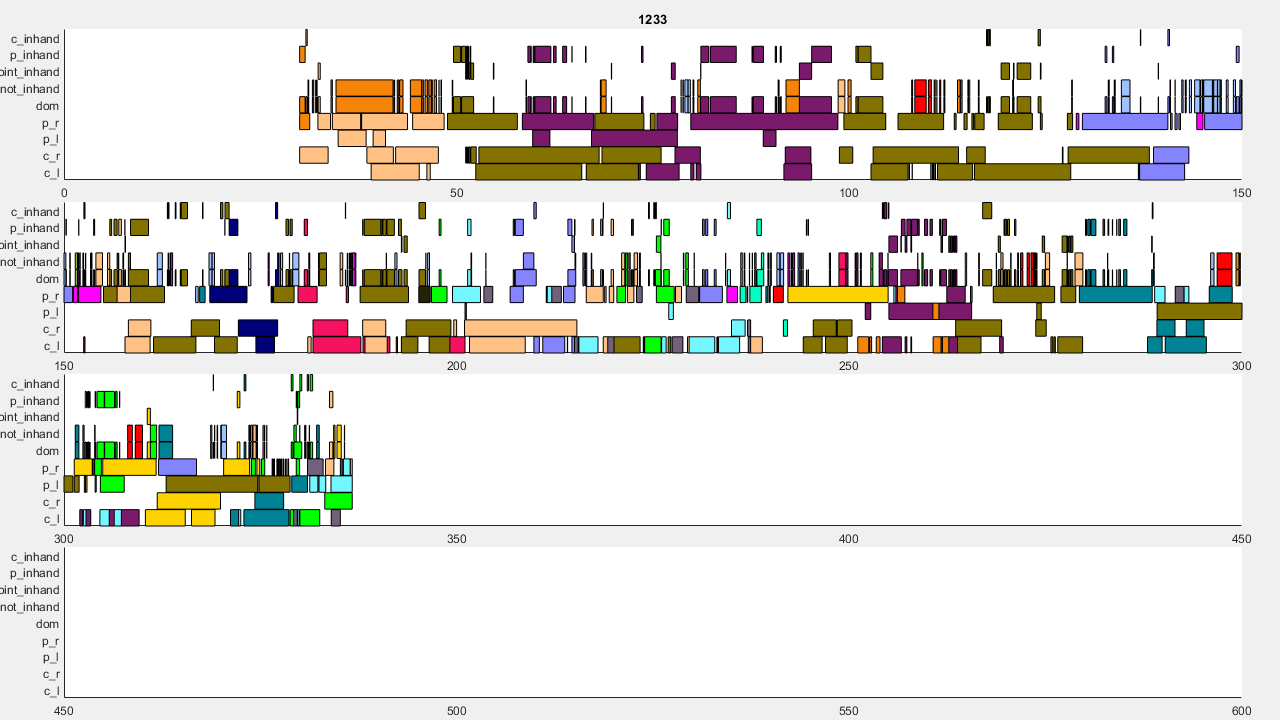 1233
c_inhand
p_inhand
oint_inhand
not_inhand
dom
p_r
p_l
c_r
c_l
0 50 100 150
c_inhand
p_inhand
oint_inhand
not_inhand
dom
p_r
p_l
c_r
c_l
150 200 250 300
c_inhand
p_inhand
oint_inhand
not_inhand
dom
p_r
p_l
c_r
c_l
300 350 400 450
c_inhand
p_inhand
oint_inhand
not_inhand
dom
p_r
p_l
c_r
c_l
450 500 550 600